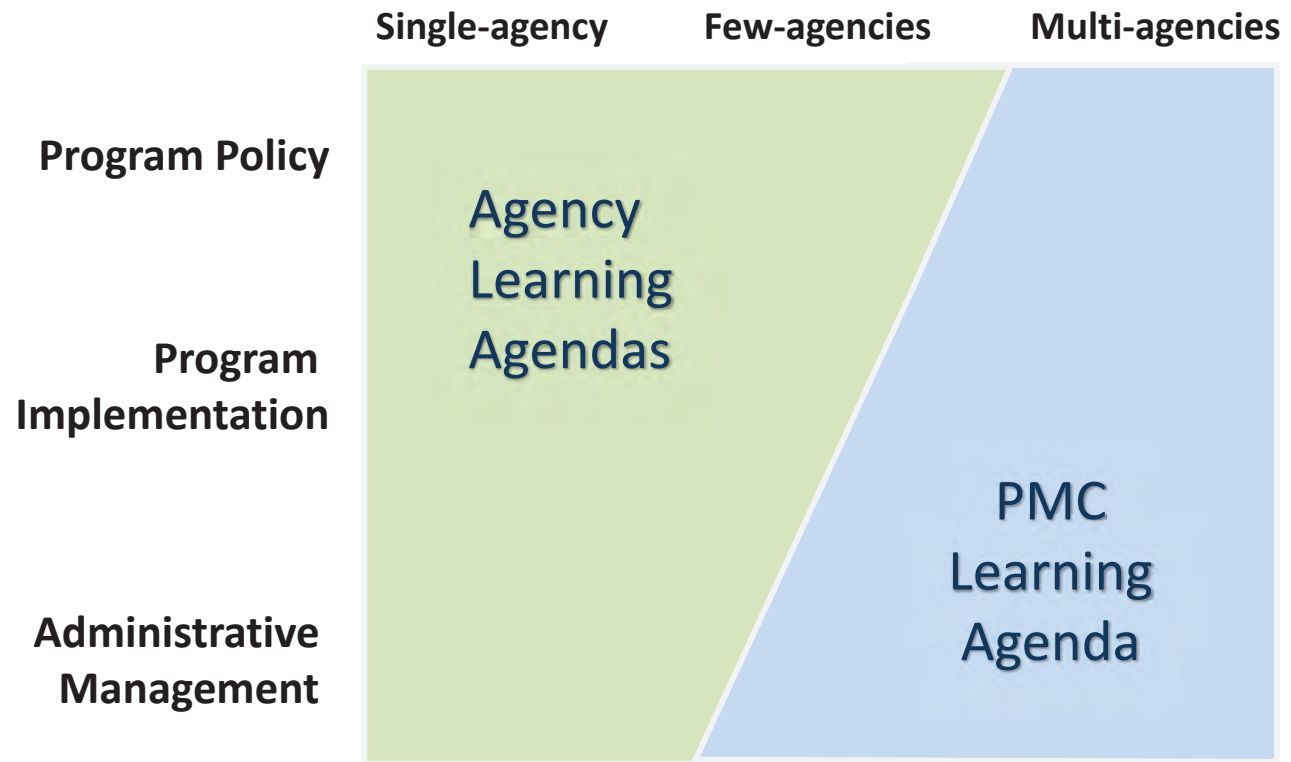 Single-agency Few-agencies Multi-agencies
Program Policy
Agency
Learning
Agendas
Program
Implementation
PMC
Learning
Agenda
Administrative
Management